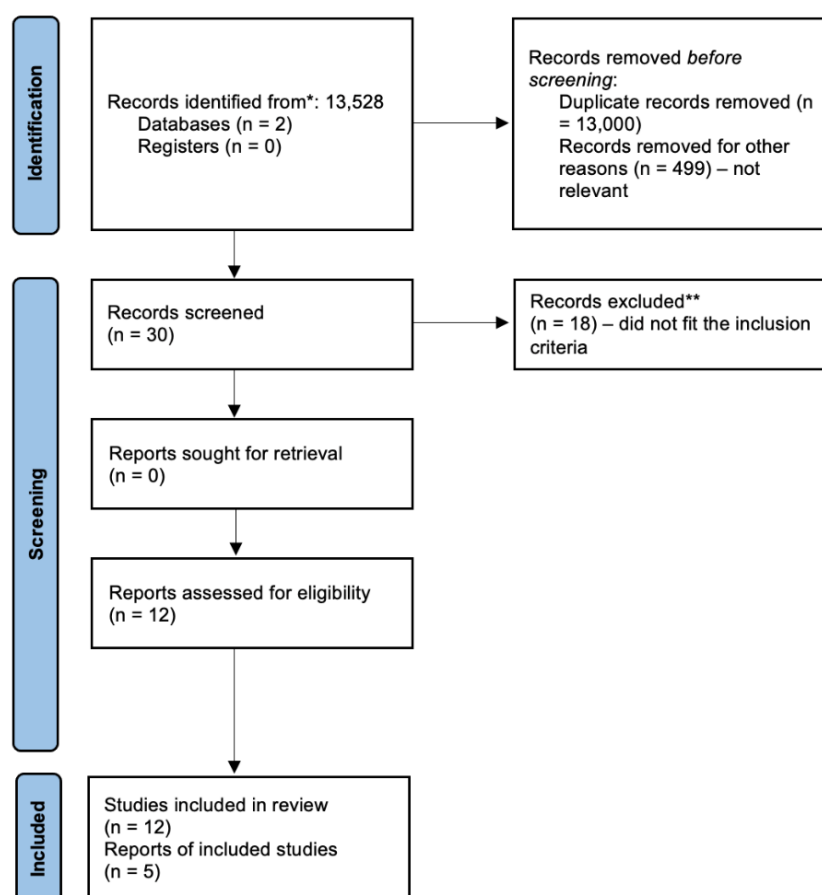 Identification
Records identified from*: 13,528
Databases (n = 2)
Registers (n = 0)
Records removed before
screening:
Duplicate records removed (n
= 13,000)
Records removed for other
reasons (n = 499) – not
relevant
Screening
Records screened
(n = 30)
Records excluded**
(n = 18) – did not fit the inclusion
criteria
Reports sought for retrieval
(n = 0)
Reports assessed for eligibility
(n = 12)
Included
Studies included in review
(n = 12)
Reports of included studies
(n = 5)